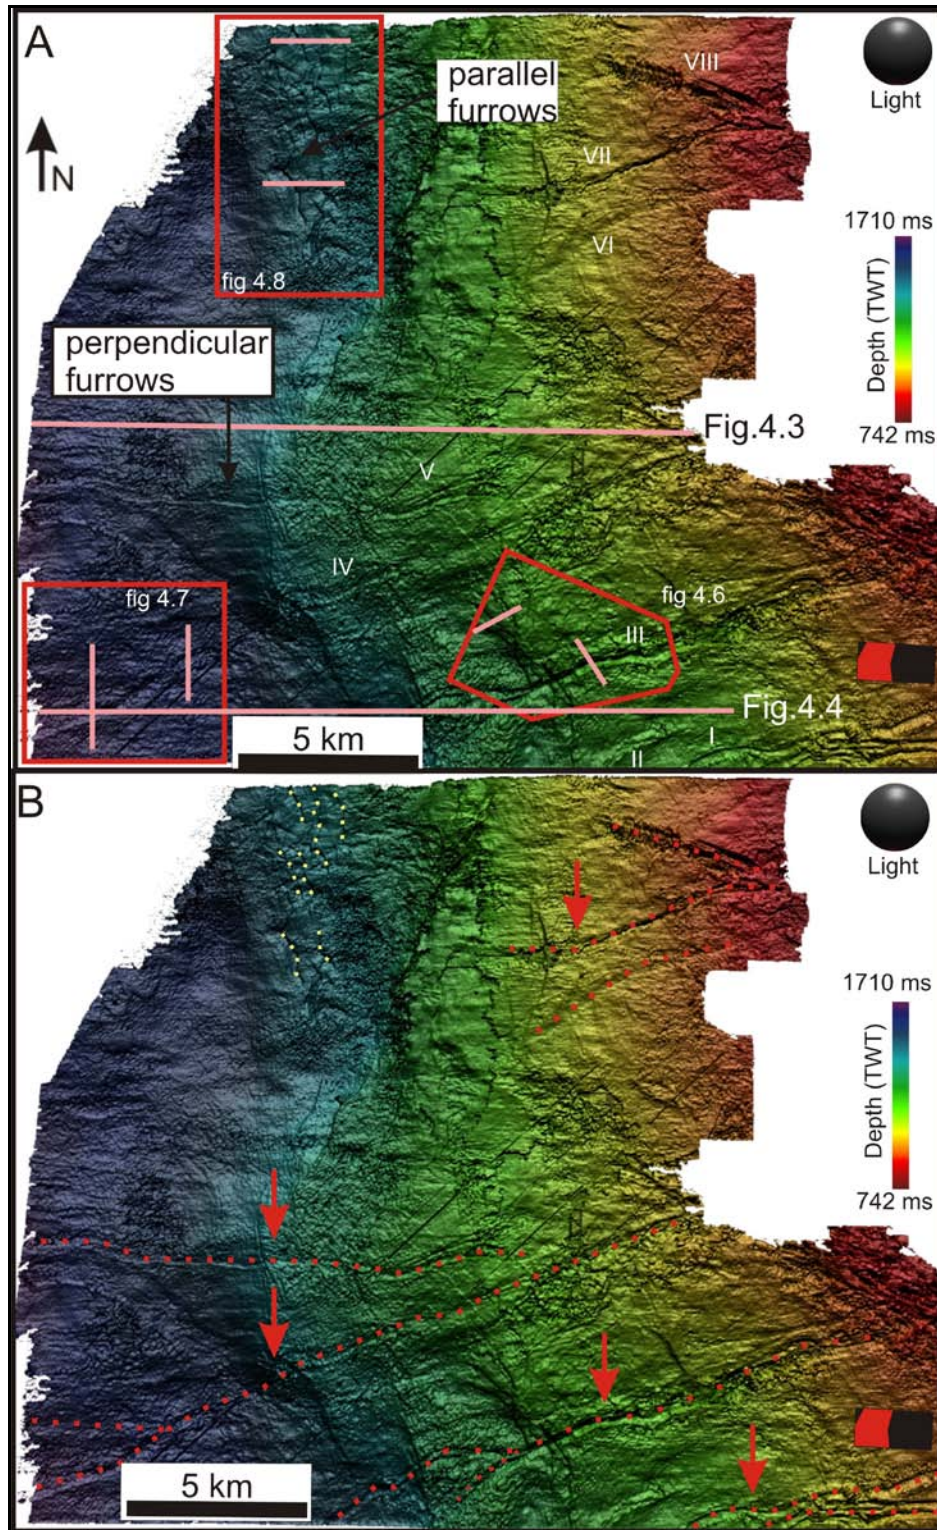 A
parallel
furrows
VIII
Light
N
VII
VI
1710 ms
Depth (TWT)
742 ms
fig 4.8
perpendicular
furrows
Fig.4.3
V
IV
fig 4.7
fig 4.6
III
Fig.4.4
5 km
I
II
B
Light
1710 ms
Depth (TWT)
742 ms
5 km